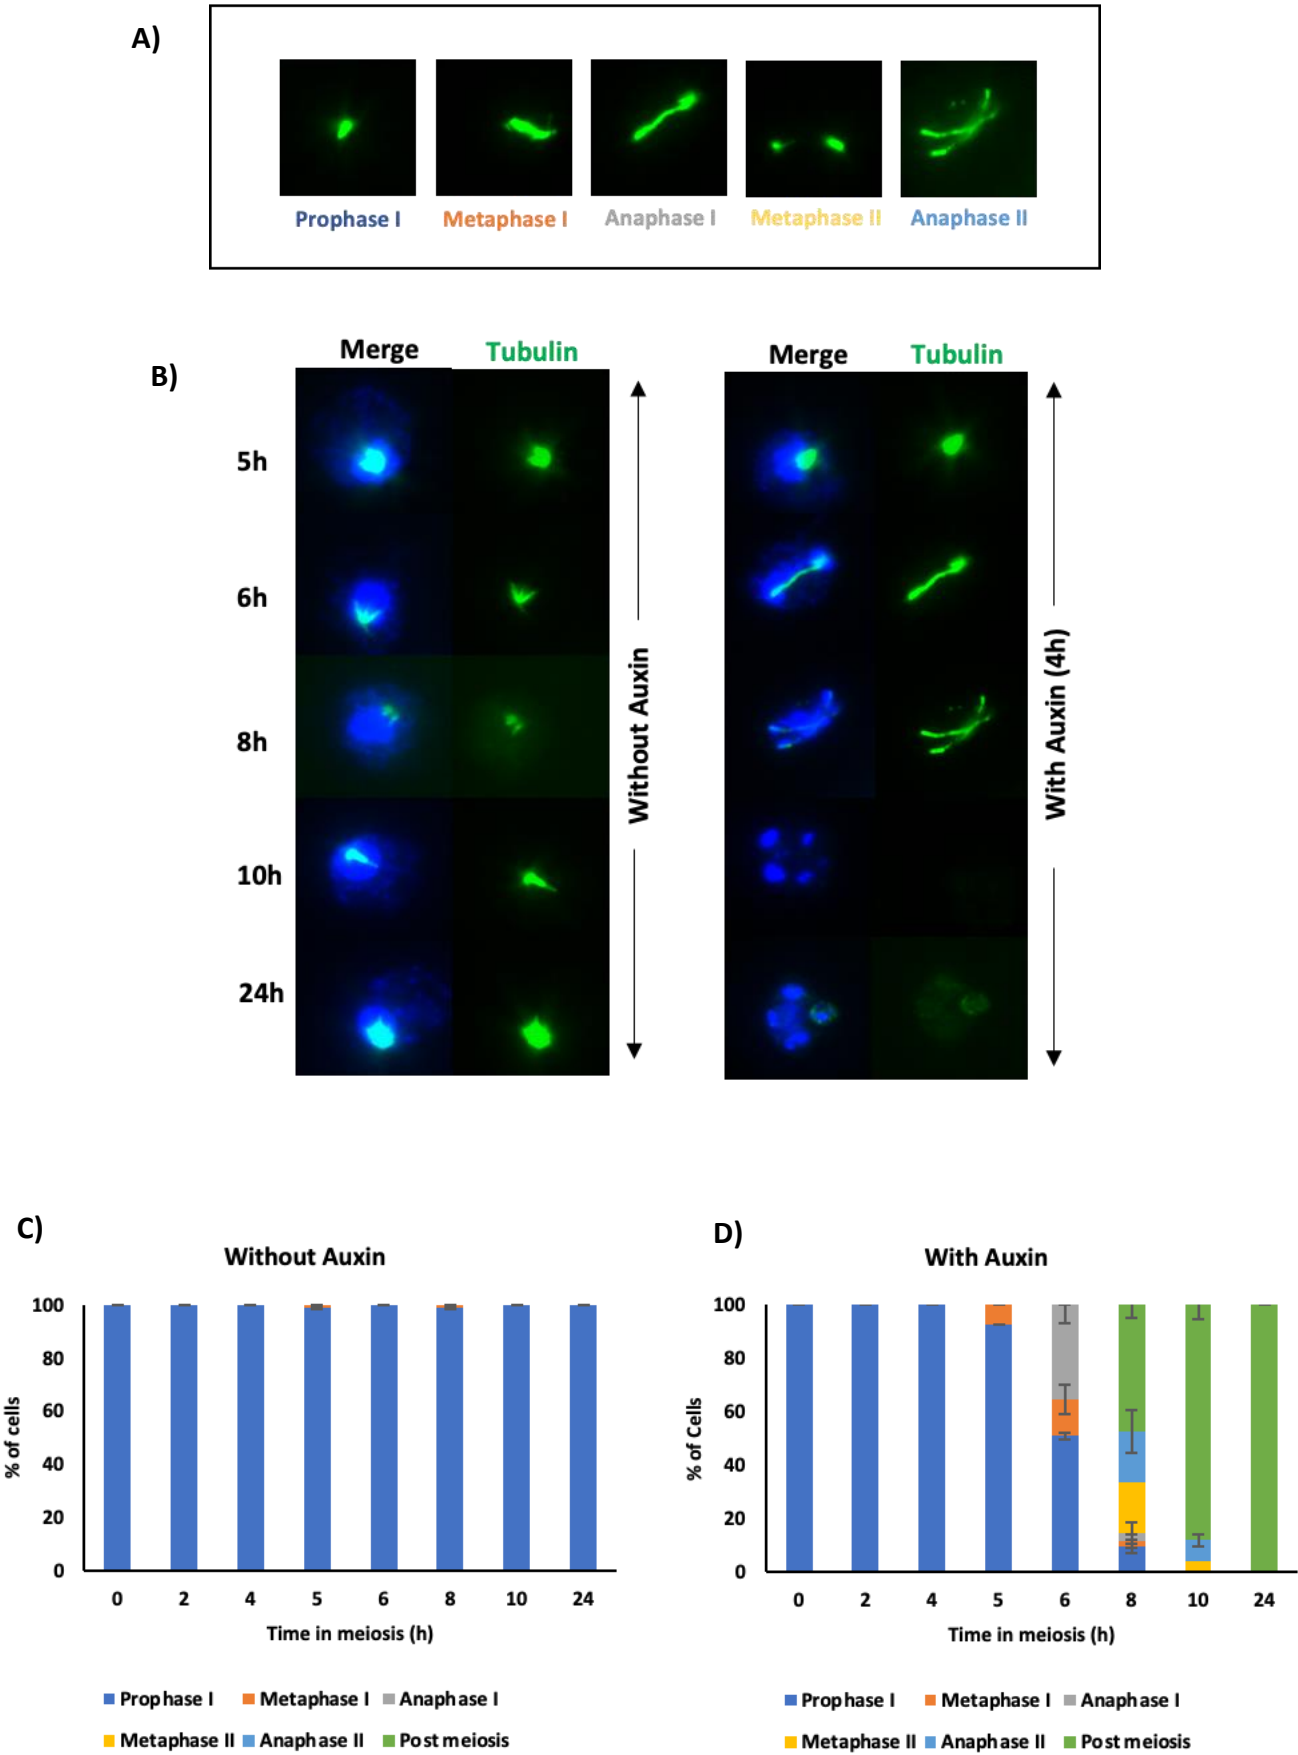 A)
Prophase I Metaphase I Anaphase I Metaphase II Anaphase II
B)
Merge Tubulin
5h
6h
8h
10h
24h
Without Auxin
Merge Tubulin
With Auxin (4h)
C)
Without Auxin
% of cells
100
80
60
40
20
0
0 2 4 5 6 8 10 24
Time in meiosis (h)
Prophase I Metaphase I Anaphase I
Metaphase II Anaphase II Post meiosis
D)
With Auxin
% of Cells
100
80
60
40
20
0
0 2 4 5 6 8 10 24
Time in meiosis (h)
Prophase I Metaphase I Anaphase I
Metaphase II Anaphase II Post meiosis